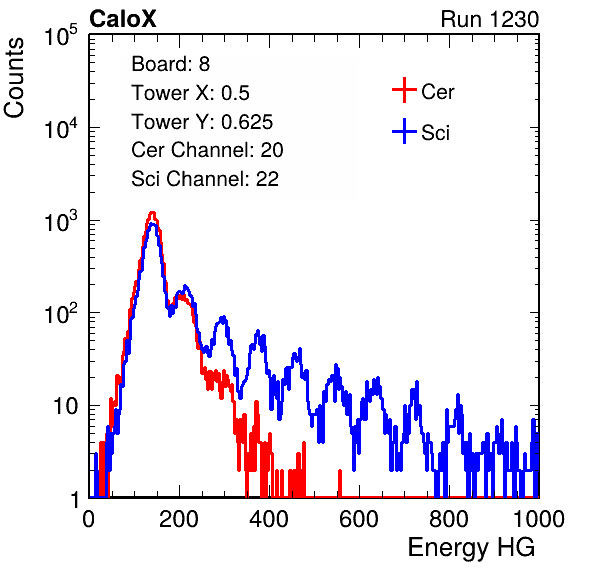 CaloX Run 1230
10^5
Counts
Board: 8
Tower X: 0.5
Tower Y: 0.625
Cer Channel: 20
Sci Channel: 22
Cer
Sci
10^4
10^3
10^2
10
1
0 200 400 600 800 1000
Energy HG